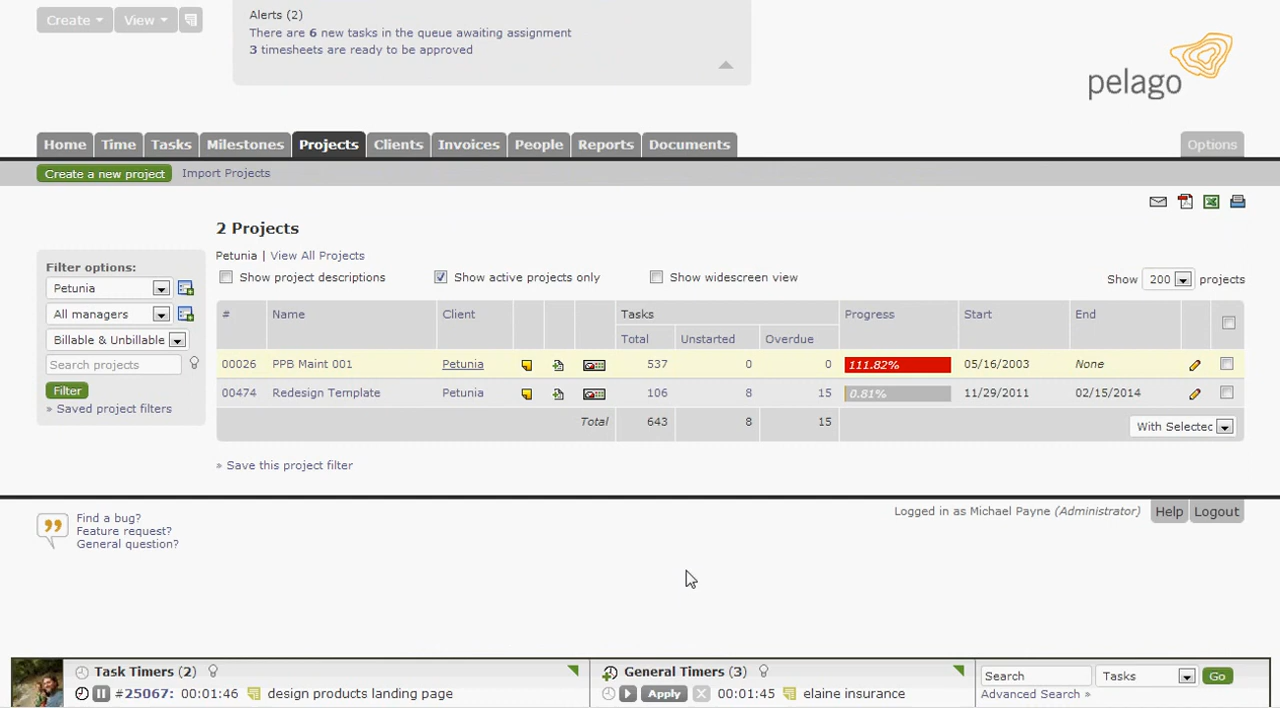 Create View
Alerts (2)
There are 6 new tasks in the queue awaiting assignment
3 timesheets are ready to be approved
pelago
Home Time Tasks Milestones Projects Clients Invoices People Reports Documents Options
Create a new project Import Projects
2 Projects
Petunia | View All Projects
Show project descriptions Show active projects only Show widescreen view Show 200 projects
Filter options:
Petunia
All managers
Billable & Unbillable
Search projects
Filter
» Saved project filters
# Name Client Tasks Progress Start End
Total Unstarted Overdue
00026 PPB Maint 001 Petunia 537 0 0 111.82% 05/16/2003 None
00474 Redesign Template Petunia 106 8 15 0.81% 11/29/2011 02/15/2014
Total 643 8 15
With Selectec
» Save this project filter
Find a bug?
Feature request?
General question?
Logged in as Michael Payne (Administrator) Help Logout
Task Timers (2)
#25067: 00:01:46 design products landing page
General Timers (3)
Apply 00:01:45 elaine insurance
Search Tasks Go
Advanced Search »